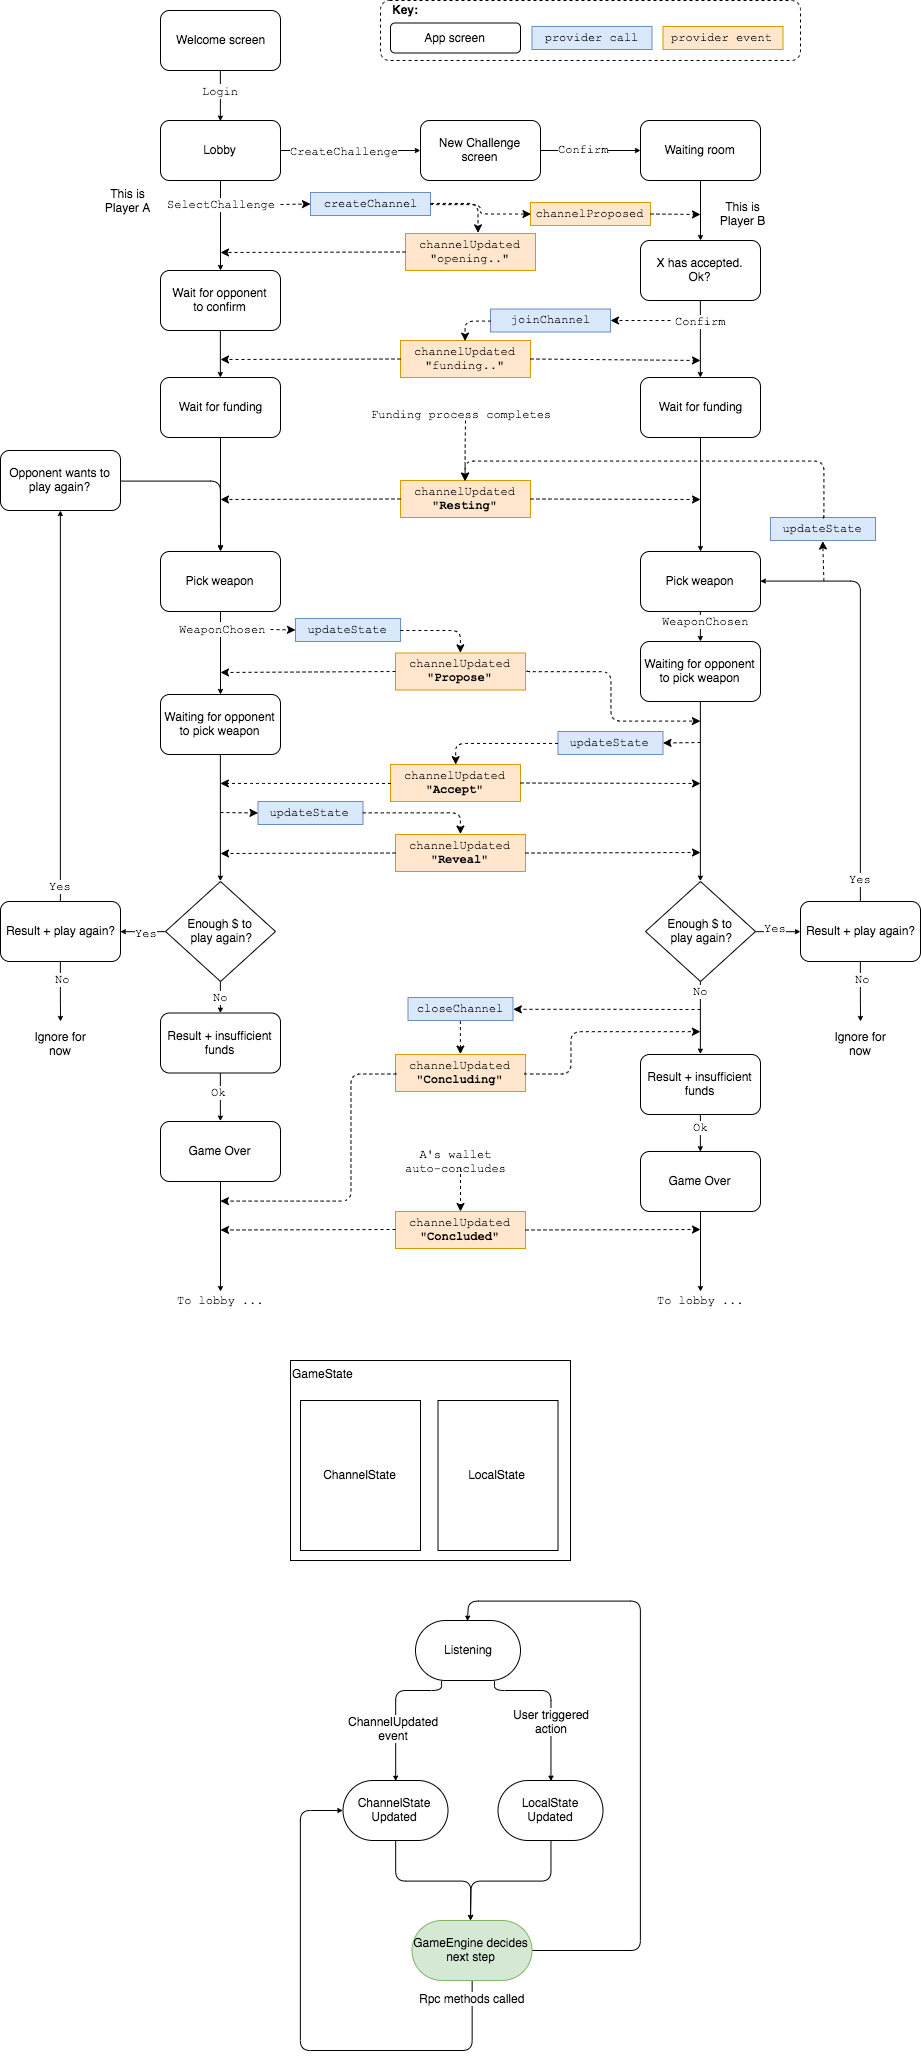 Key:
Welcome screen
App screen
provider call
provider event
Login
Lobby
CreateChallenge
New Challenge
screen
Confirm
Waiting room
This is
Player A
SelectChallenge
createChannel
channelProposed
This is
Player B
channelUpdated
"opening.."
X has accepted.
Ok?
Wait for opponent
to confirm
joinChannel
Confirm
channelUpdated
"funding.."
Wait for funding
Wait for funding
Funding process completes
Opponent wants to
play again?
channelUpdated
"Resting"
updateState
Pick weapon
Pick weapon
WeaponChosen
updateState
WeaponChosen
channelUpdated
"Propose"
Waiting for opponent
to pick weapon
Waiting for opponent
to pick weapon
updateState
channelUpdated
"Accept"
updateState
channelUpdated
"Reveal"
Yes
Yes
Result + play again?
Yes
Enough $ to
play again?
Enough $ to
play again?
Yes
Result + play again?
No
No
No
No
Ignore for
now
closeChannel
Ignore for
now
Result + insufficient
funds
channelUpdated
"Concluding"
Result + insufficient
funds
Ok
Ok
Game Over
A's wallet
auto-concludes
Game Over
channelUpdated
"Concluded"
To lobby ...
To lobby ...
GameState
ChannelState
LocalState
Listening
ChannelUpdated
event
User triggered
action
ChannelState
Updated
LocalState
Updated
GameEngine decides
next step
Rpc methods called